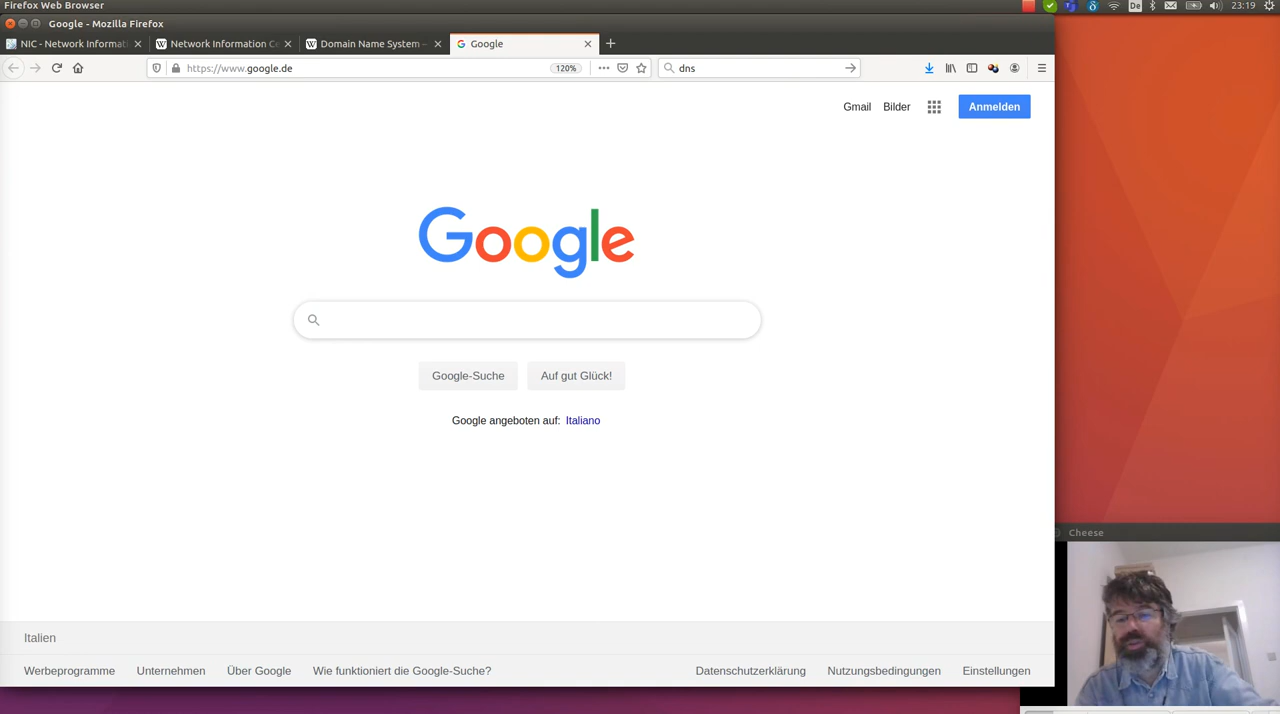 Firefox Web Browser
De
23:19
Google - Mozilla Firefox
NIC - Network Informati
Network Information Ce
Domain Name System –
Google
https://www.google.de
120%
dns
Gmail
Bilder
Anmelden
Google
Google-Suche
Auf gut Glück!
Google angeboten auf: Italiano
Cheese
Italien
Werbeprogramme
Unternehmen
Über Google
Wie funktioniert die Google-Suche?
Datenschutzerklärung
Nutzungsbedingungen
Einstellungen